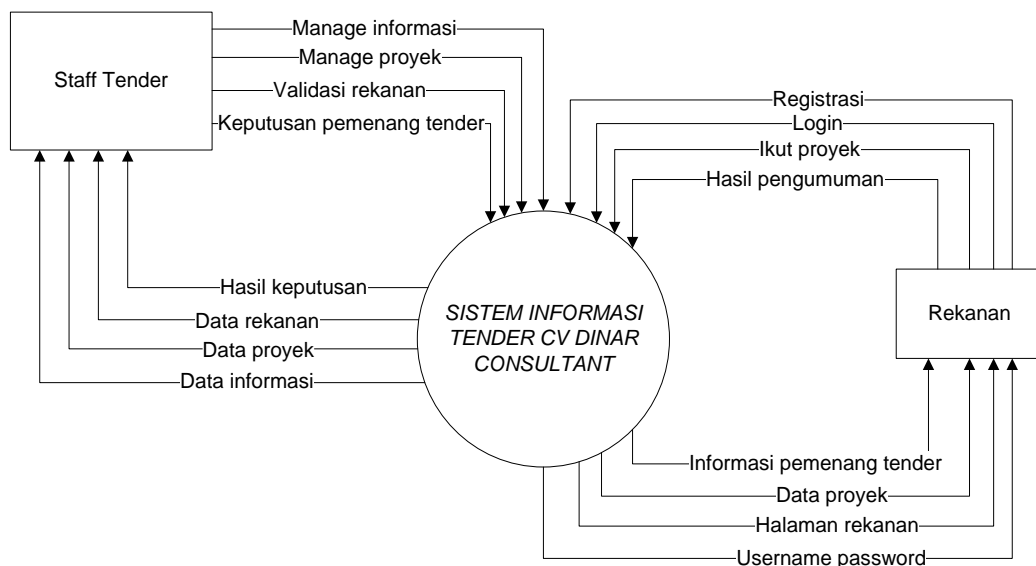 Manage informasi
Manage proyek
Staff Tender
Validasi rekanan
Keputusan pemenang tender
Registrasi
Login
Ikut proyek
Hasil pengumuman
Hasil keputusan
Data rekanan
Data proyek
Data informasi
SISTEM INFORMASI
TENDER CV DINAR
CONSULTANT
Rekanan
Informasi pemenang tender
Data proyek
Halaman rekanan
Username password